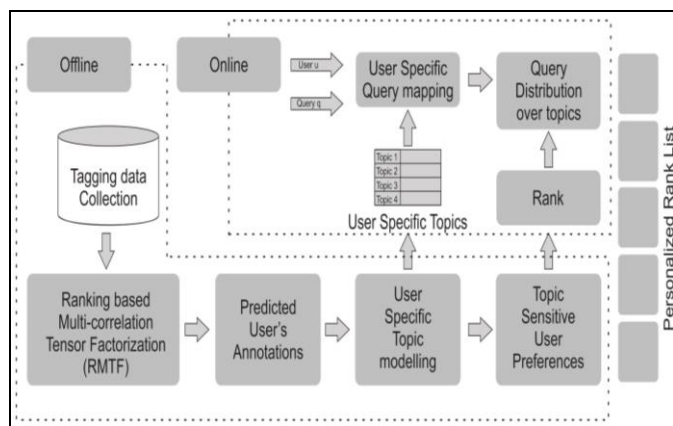 Offline
Online
User u
Query q
User Specific
Query mapping
Query
Distribution
over topics
Tagging data
Collection
Topic 1
Topic 2
Topic 3
Topic 4
User Specific Topics
Rank
Personalized Rank List
Ranking based
Multi-correlation
Tensor Factorization
(RMTF)
Predicted
User's
Annotations
User
Specific
Topic
modelling
Topic
Sensitive
User
Preferences